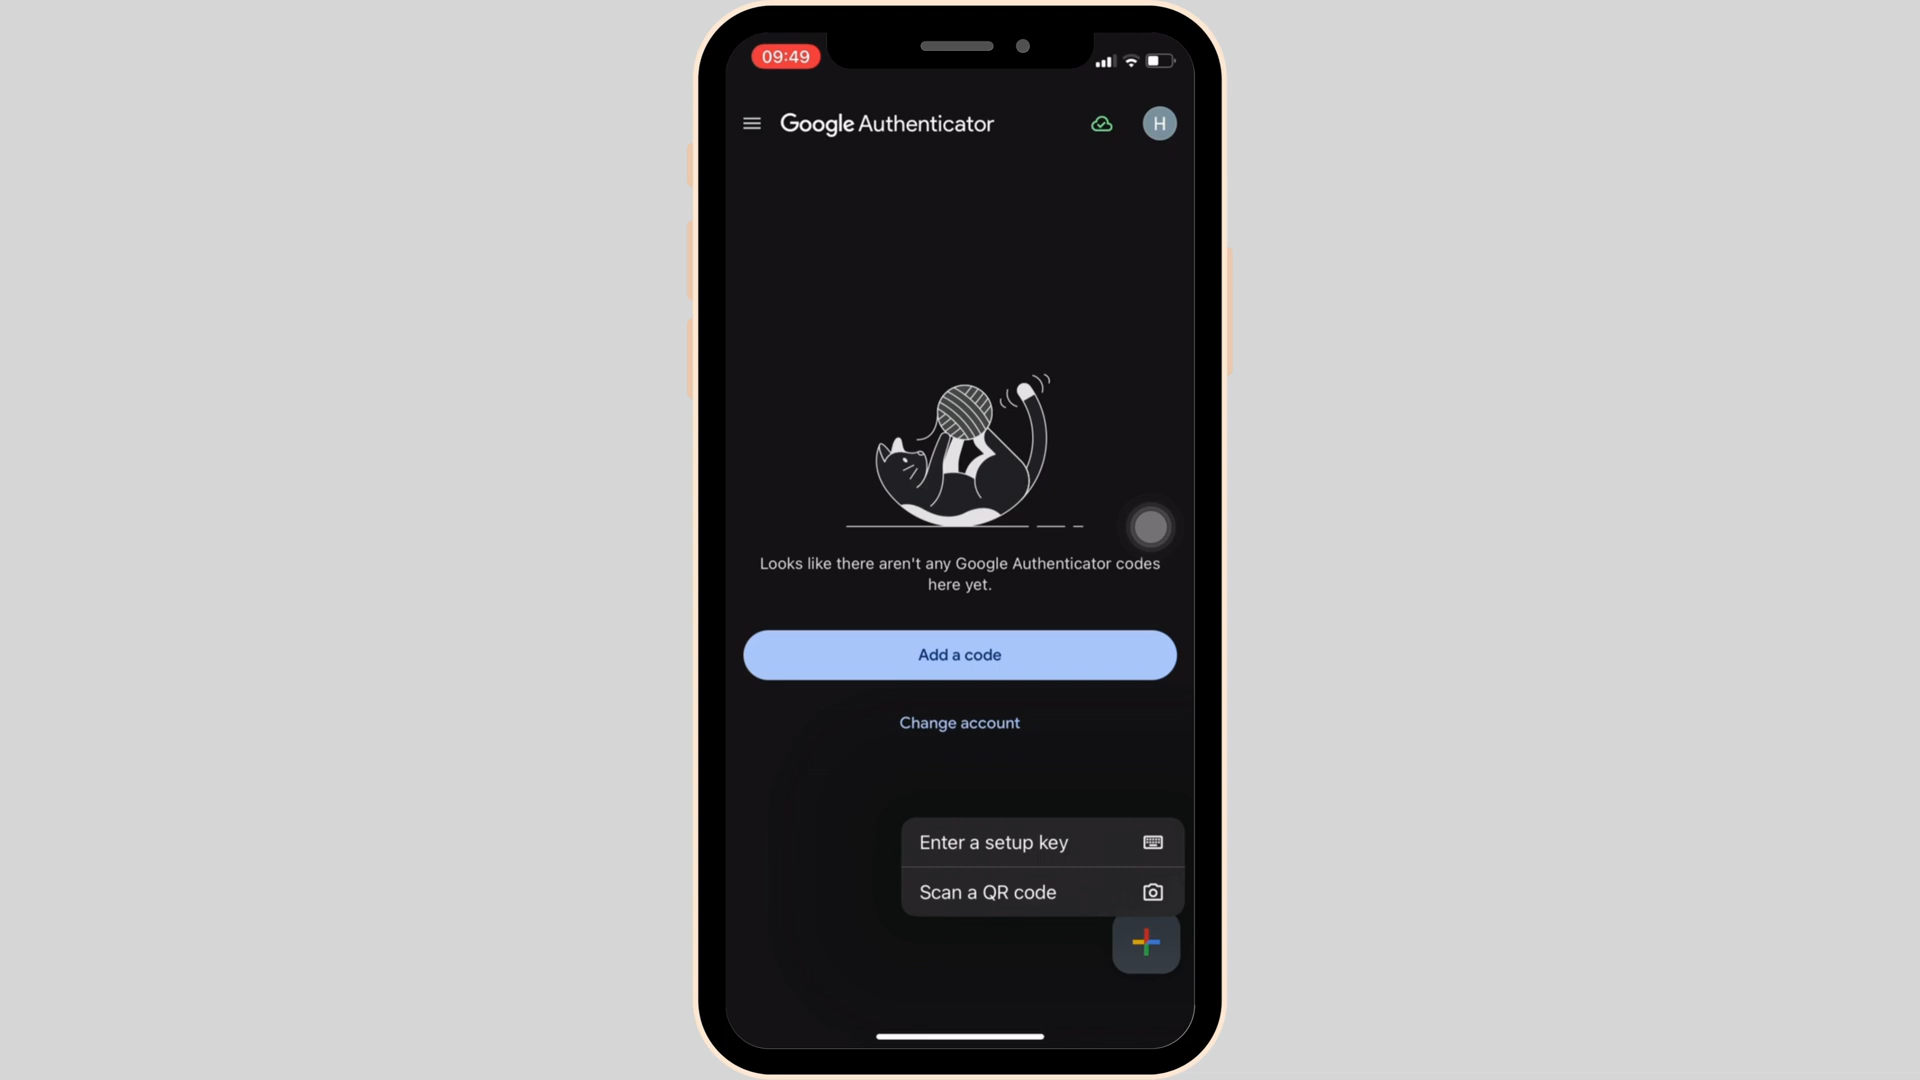 09:49
Google Authenticator
H
Looks like there aren't any Google Authenticator codes
here yet.
Add a code
Change account
Enter a setup key
Scan a QR code